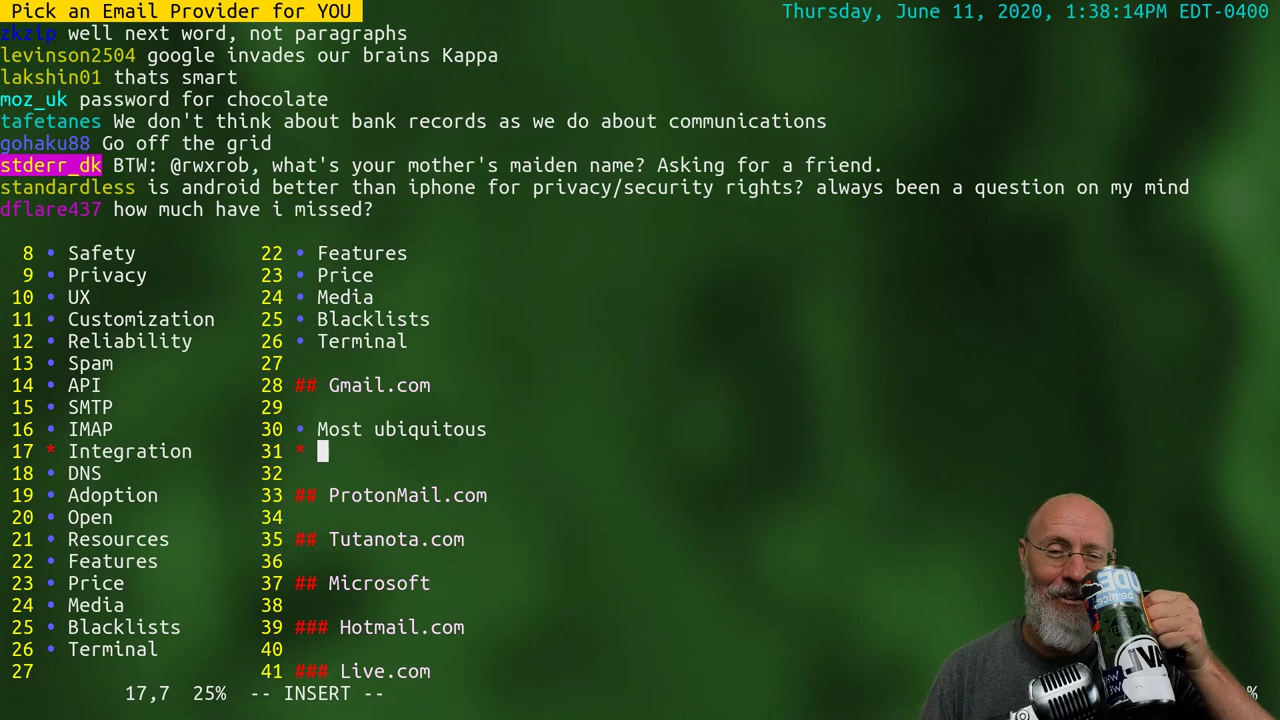 Pick an Email Provider for YOU
Thursday, June 11, 2020, 1:38:14PM EDT-0400
zkzip well next word, not paragraphs
levinson2504 google invades our brains Kappa
lakshin01 thats smart
moz_uk password for chocolate
tafetanes We don't think about bank records as we do about communications
gohaku88 Go off the grid
stderr_dk BTW: @rwxrob, what's your mother's maiden name? Asking for a friend.
standardless is android better than iphone for privacy/security rights? always been a question on my mind
dflare437 how much have i missed?
8 • Safety
9 • Privacy
10 • UX
11 • Customization
12 • Reliability
13 • Spam
14 • API
15 • SMTP
16 • IMAP
17 * Integration
18 • DNS
19 • Adoption
20 • Open
21 • Resources
22 • Features
23 • Price
24 • Media
25 • Blacklists
26 • Terminal
27
22 • Features
23 • Price
24 • Media
25 • Blacklists
26 • Terminal
27
28 ## Gmail.com
29
30 • Most ubiquitous
31 *
32
33 ## ProtonMail.com
34
35 ## Tutanota.com
36
37 ## Microsoft
38
39 ### Hotmail.com
40
41 ### Live.com
17,7 25% -- INSERT --